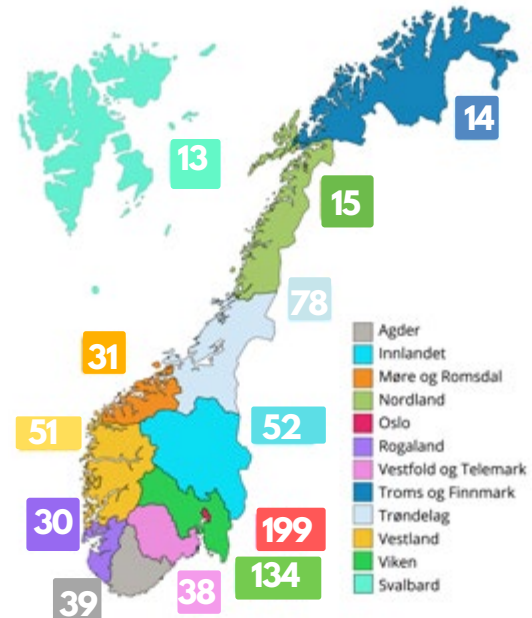 14
13
15
78
31
51
52
30
199
134
38
39
Agder
Innlandet
Møre og Romsdal
Nordland
Oslo
Rogaland
Vestfold og Telemark
Troms og Finnmark
Trøndelag
Vestland
Viken
Svalbard